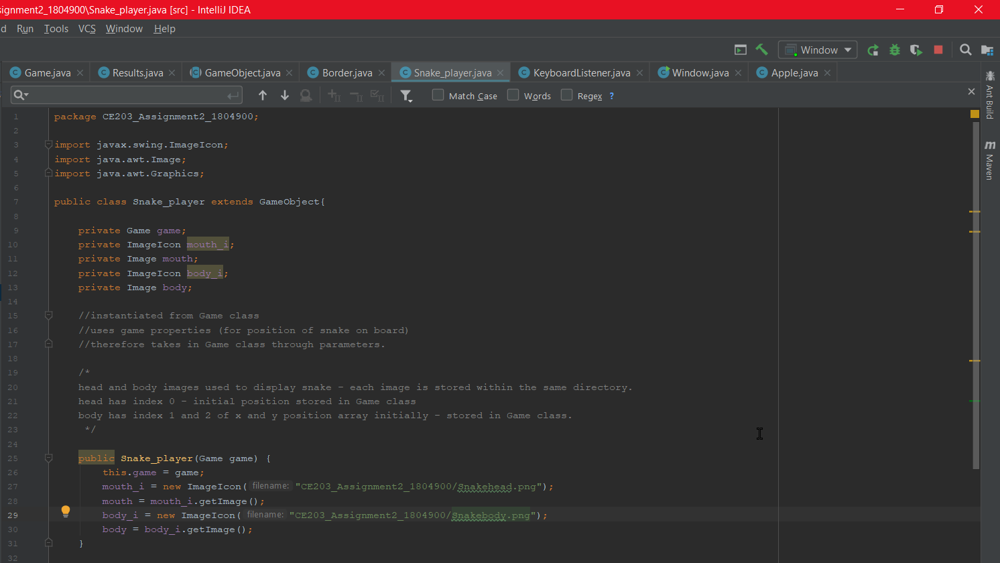 signment2_1804900\Snake_player.java [src] - IntelliJ IDEA
d Run Tools VCS Window Help
Window
Game.java Results.java GameObject.java Border.java Snake_player.java KeyboardListener.java Window.java Apple.java
Match Case Words Regex ?
Ant Build
Maven
1 package CE203_Assignment2_1804900;
2
3 import javax.swing.ImageIcon;
4 import java.awt.Image;
5 import java.awt.Graphics;
6
7 public class Snake_player extends GameObject{
8
9 private Game game;
10 private ImageIcon mouth_i;
11 private Image mouth;
12 private ImageIcon body_i;
13 private Image body;
14
15 //instantiated from Game class
16 //uses game properties (for position of snake on board)
17 //therefore takes in Game class through parameters.
18
19 /*
20 head and body images used to display snake - each image is stored within the same directory.
21 head has index 0 - initial position stored in Game class
22 body has index 1 and 2 of x and y position array initially - stored in Game class.
23 */
24
25 public Snake_player(Game game) {
26 this.game = game;
27 mouth_i = new ImageIcon( filename: "CE203_Assignment2_1804900/Snakehead.png");
28 mouth = mouth_i.getImage();
29 body_i = new ImageIcon( filename: "CE203_Assignment2_1804900/Snakebody.png");
30 body = body_i.getImage();
31 }
32